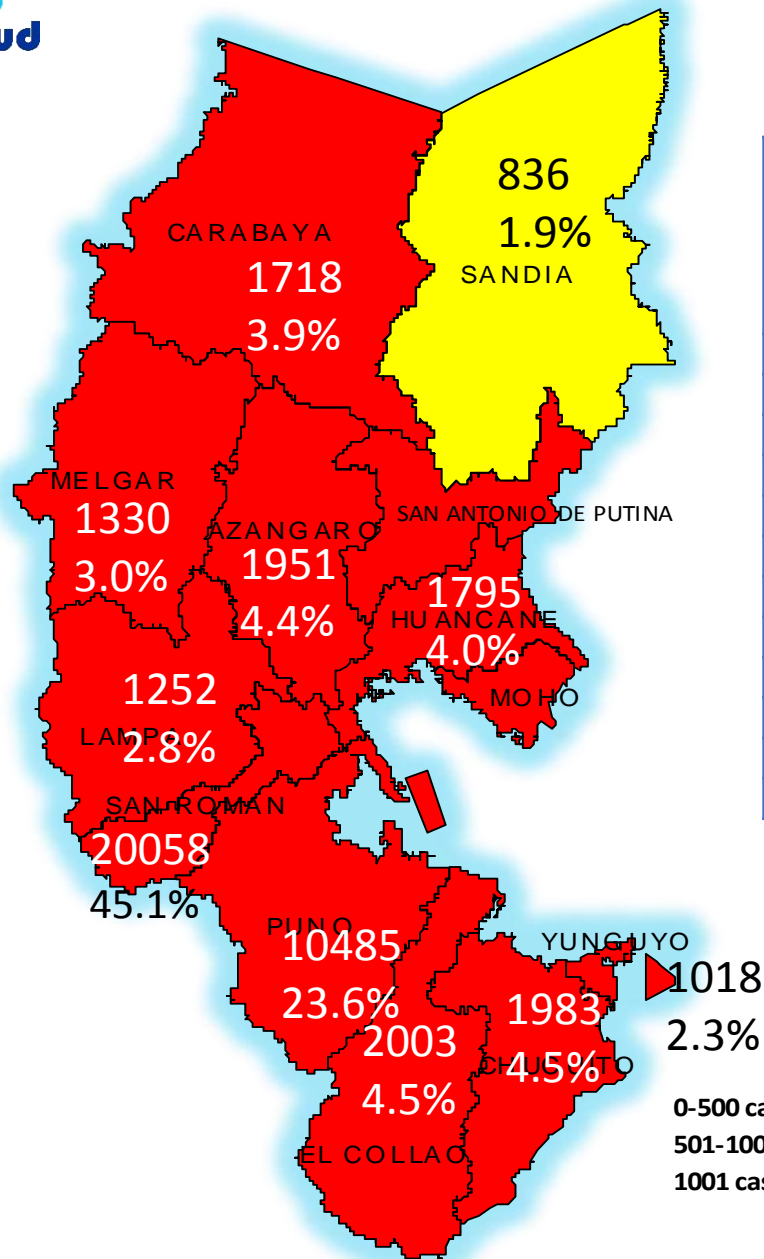 ud
836
1.9%
SANDIA
CARABAYA
1718
3.9%
MELGAR
1330
3.0%
AZANGARO
1951
4.4%
SAN ANTONIO DE PUTINA
1795
HUANCANE
4.0%
MOHO
1252
LAMPA
2.8%
SAN ROMAN
20058
45.1%
PUNO
10485
23.6%
YUNGUYO
1018
2.3%
1983
CHUCUITO
4.5%
2003
4.5%
EL COLLAO
0-500 ca
501-100
1001 cas